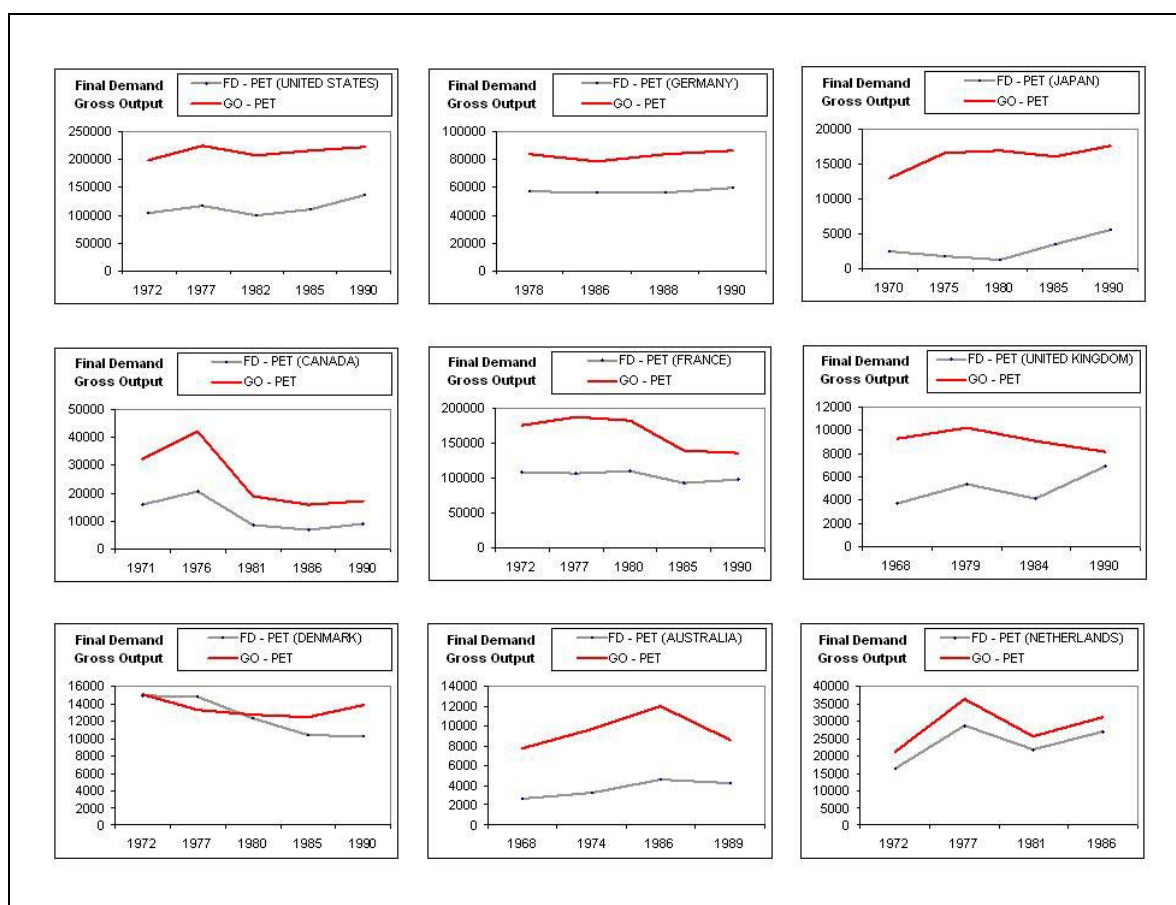 Final Demand
Gross Output
FD - PET (UNITED STATES)
GO - PET
250000
200000
150000
100000
50000
0
1972 1977 1982 1985 1990
Final Demand
Gross Output
FD - PET (GERMANY)
GO - PET
100000
80000
60000
40000
20000
0
1978 1986 1988 1990
Final Demand
Gross Output
FD - PET (JAPAN)
GO - PET
20000
15000
10000
5000
0
1970 1975 1980 1985 1990
Final Demand
Gross Output
FD - PET (CANADA)
GO - PET
50000
40000
30000
20000
10000
0
1971 1976 1981 1986 1990
Final Demand
Gross Output
FD - PET (FRANCE)
GO - PET
200000
150000
100000
50000
0
1972 1977 1980 1985 1990
Final Demand
Gross Output
FD - PET (UNITED KINGDOM)
GO - PET
12000
10000
8000
6000
4000
2000
0
1968 1979 1984 1990
Final Demand
Gross Output
FD - PET (DENMARK)
GO - PET
16000
14000
12000
10000
8000
6000
4000
2000
0
1972 1977 1980 1985 1990
Final Demand
Gross Output
FD - PET (AUSTRALIA)
GO - PET
14000
12000
10000
8000
6000
4000
2000
0
1968 1974 1986 1989
Final Demand
Gross Output
FD - PET (NETHERLANDS)
GO - PET
40000
35000
30000
25000
20000
15000
10000
5000
0
1972 1977 1981 1986